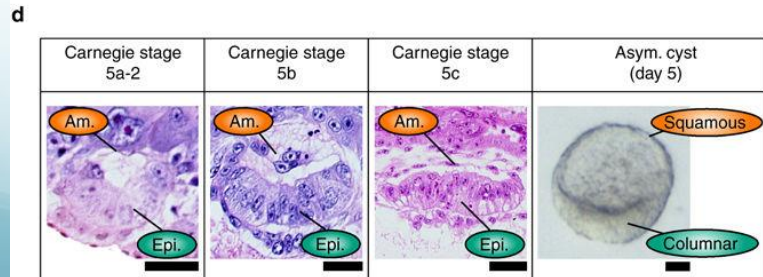 d
Carnegie stage
5a-2
Carnegie stage
5b
Carnegie stage
5c
Asym. cyst
(day 5)
Am.
Epi.
Am.
Epi.
Am.
Epi.
Squamous
Columnar